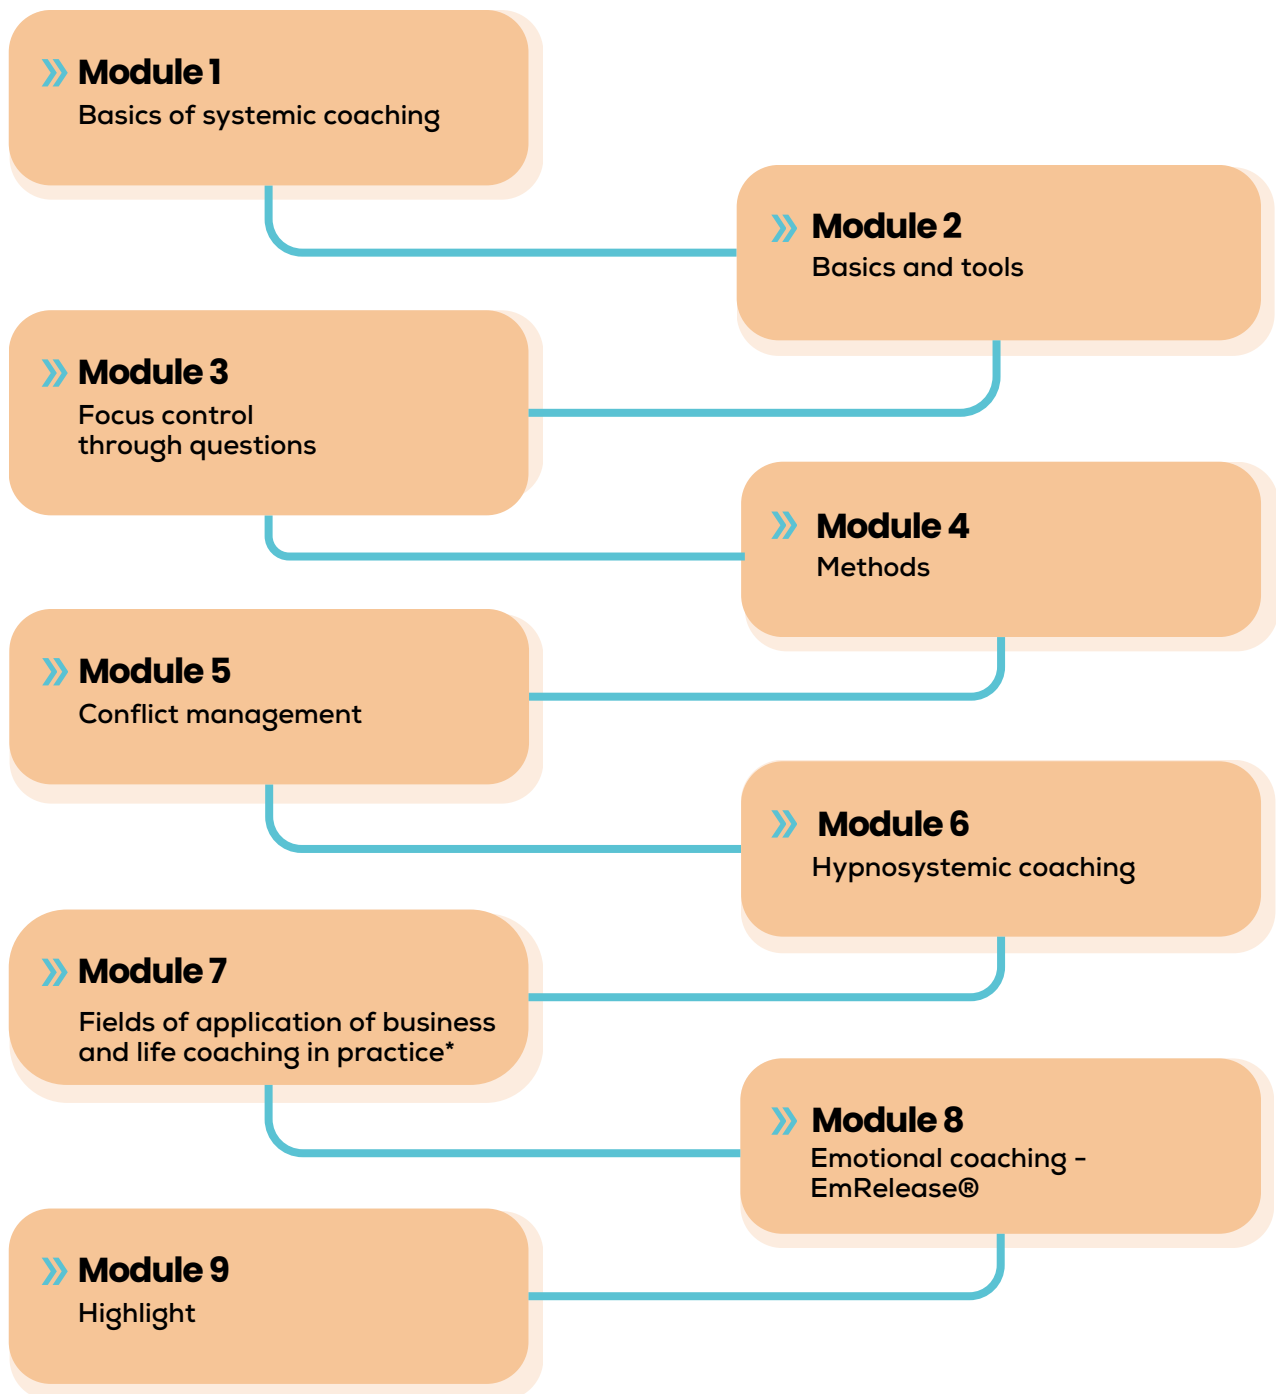 Module 1
Basics of systemic coaching
Module 2
Basics and tools
Module 3
Focus control
through questions
Module 4
Methods
Module 5
Conflict management
Module 6
Hypnosystemic coaching
Module 7
Fields of application of business
and life coaching in practice*
Module 8
Emotional coaching -
EmRelease®
Module 9
Highlight